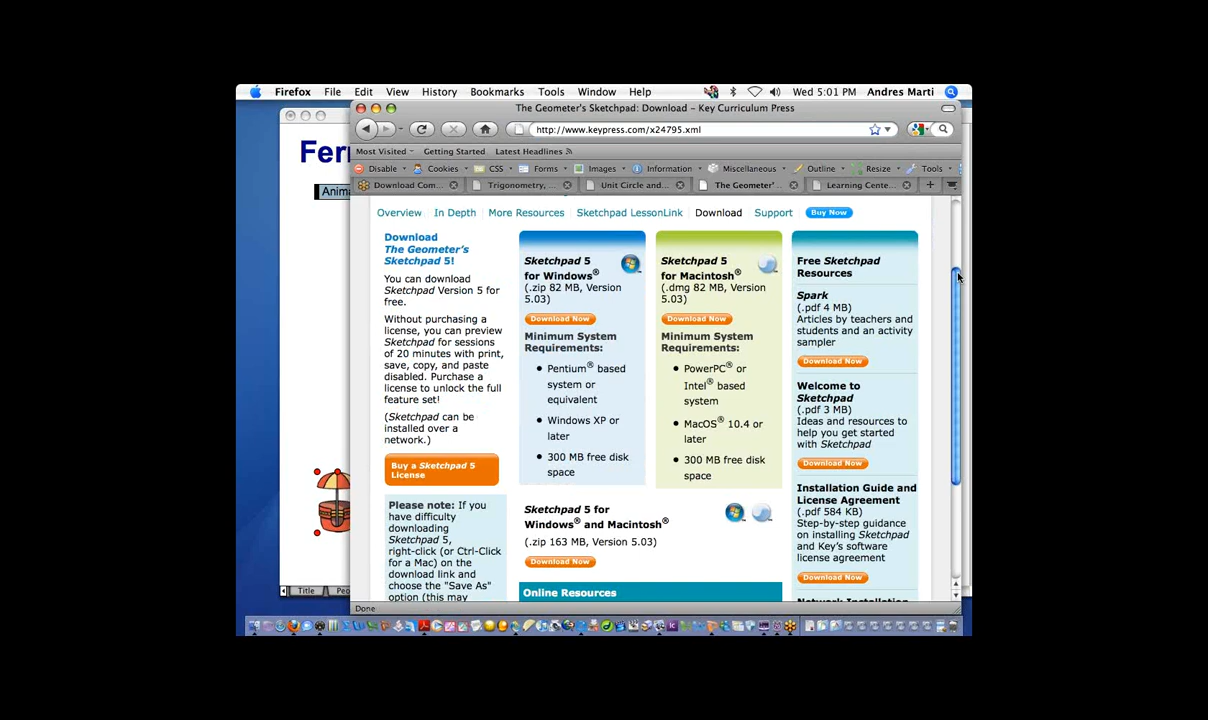 Firefox File Edit View History Bookmarks Tools Window Help Wed 5:01 PM Andres Marti
The Geometer's Sketchpad: Download – Key Curriculum Press
http://www.keypress.com/x24795.xml
Most Visited Getting Started Latest Headlines
Disable Cookies CSS Forms Images Information Miscellaneous Outline Resize Tools
Download Com... Trigonometry, ... Unit Circle and... The Geometer'... Learning Cente...
Ferr
Anima
Overview In Depth More Resources Sketchpad LessonLink Download Support Buy Now
Download
The Geometer's
Sketchpad 5!
You can download
Sketchpad Version 5 for
free.
Without purchasing a
license, you can preview
Sketchpad for sessions
of 20 minutes with print,
save, copy, and paste
disabled. Purchase a
license to unlock the full
feature set!
(Sketchpad can be
installed over a
network.)
Buy a Sketchpad 5
License
Please note: If you
have difficulty
downloading
Sketchpad 5,
right-click (or Ctrl-Click
for a Mac) on the
download link and
choose the "Save As"
option (this may
Sketchpad 5
for Windows®
(.zip 82 MB, Version
5.03)
Download Now
Minimum System
Requirements:
• Pentium® based
system or
equivalent
• Windows XP or
later
• 300 MB free disk
space
Sketchpad 5
for Macintosh®
(.dmg 82 MB, Version
5.03)
Download Now
Minimum System
Requirements:
• PowerPC® or
Intel® based
system
• MacOS® 10.4 or
later
• 300 MB free disk
space
Sketchpad 5 for
Windows® and Macintosh®
(.zip 163 MB, Version 5.03)
Download Now
Online Resources
Free Sketchpad
Resources
Spark
(.pdf 4 MB)
Articles by teachers and
students and an activity
sampler
Download Now
Welcome to
Sketchpad
(.pdf 3 MB)
Ideas and resources to
help you get started
with Sketchpad
Download Now
Installation Guide and
License Agreement
(.pdf 584 KB)
Step-by-step guidance
on installing Sketchpad
and Key's software
license agreement
Download Now
Network Installation
Title Peo
Done